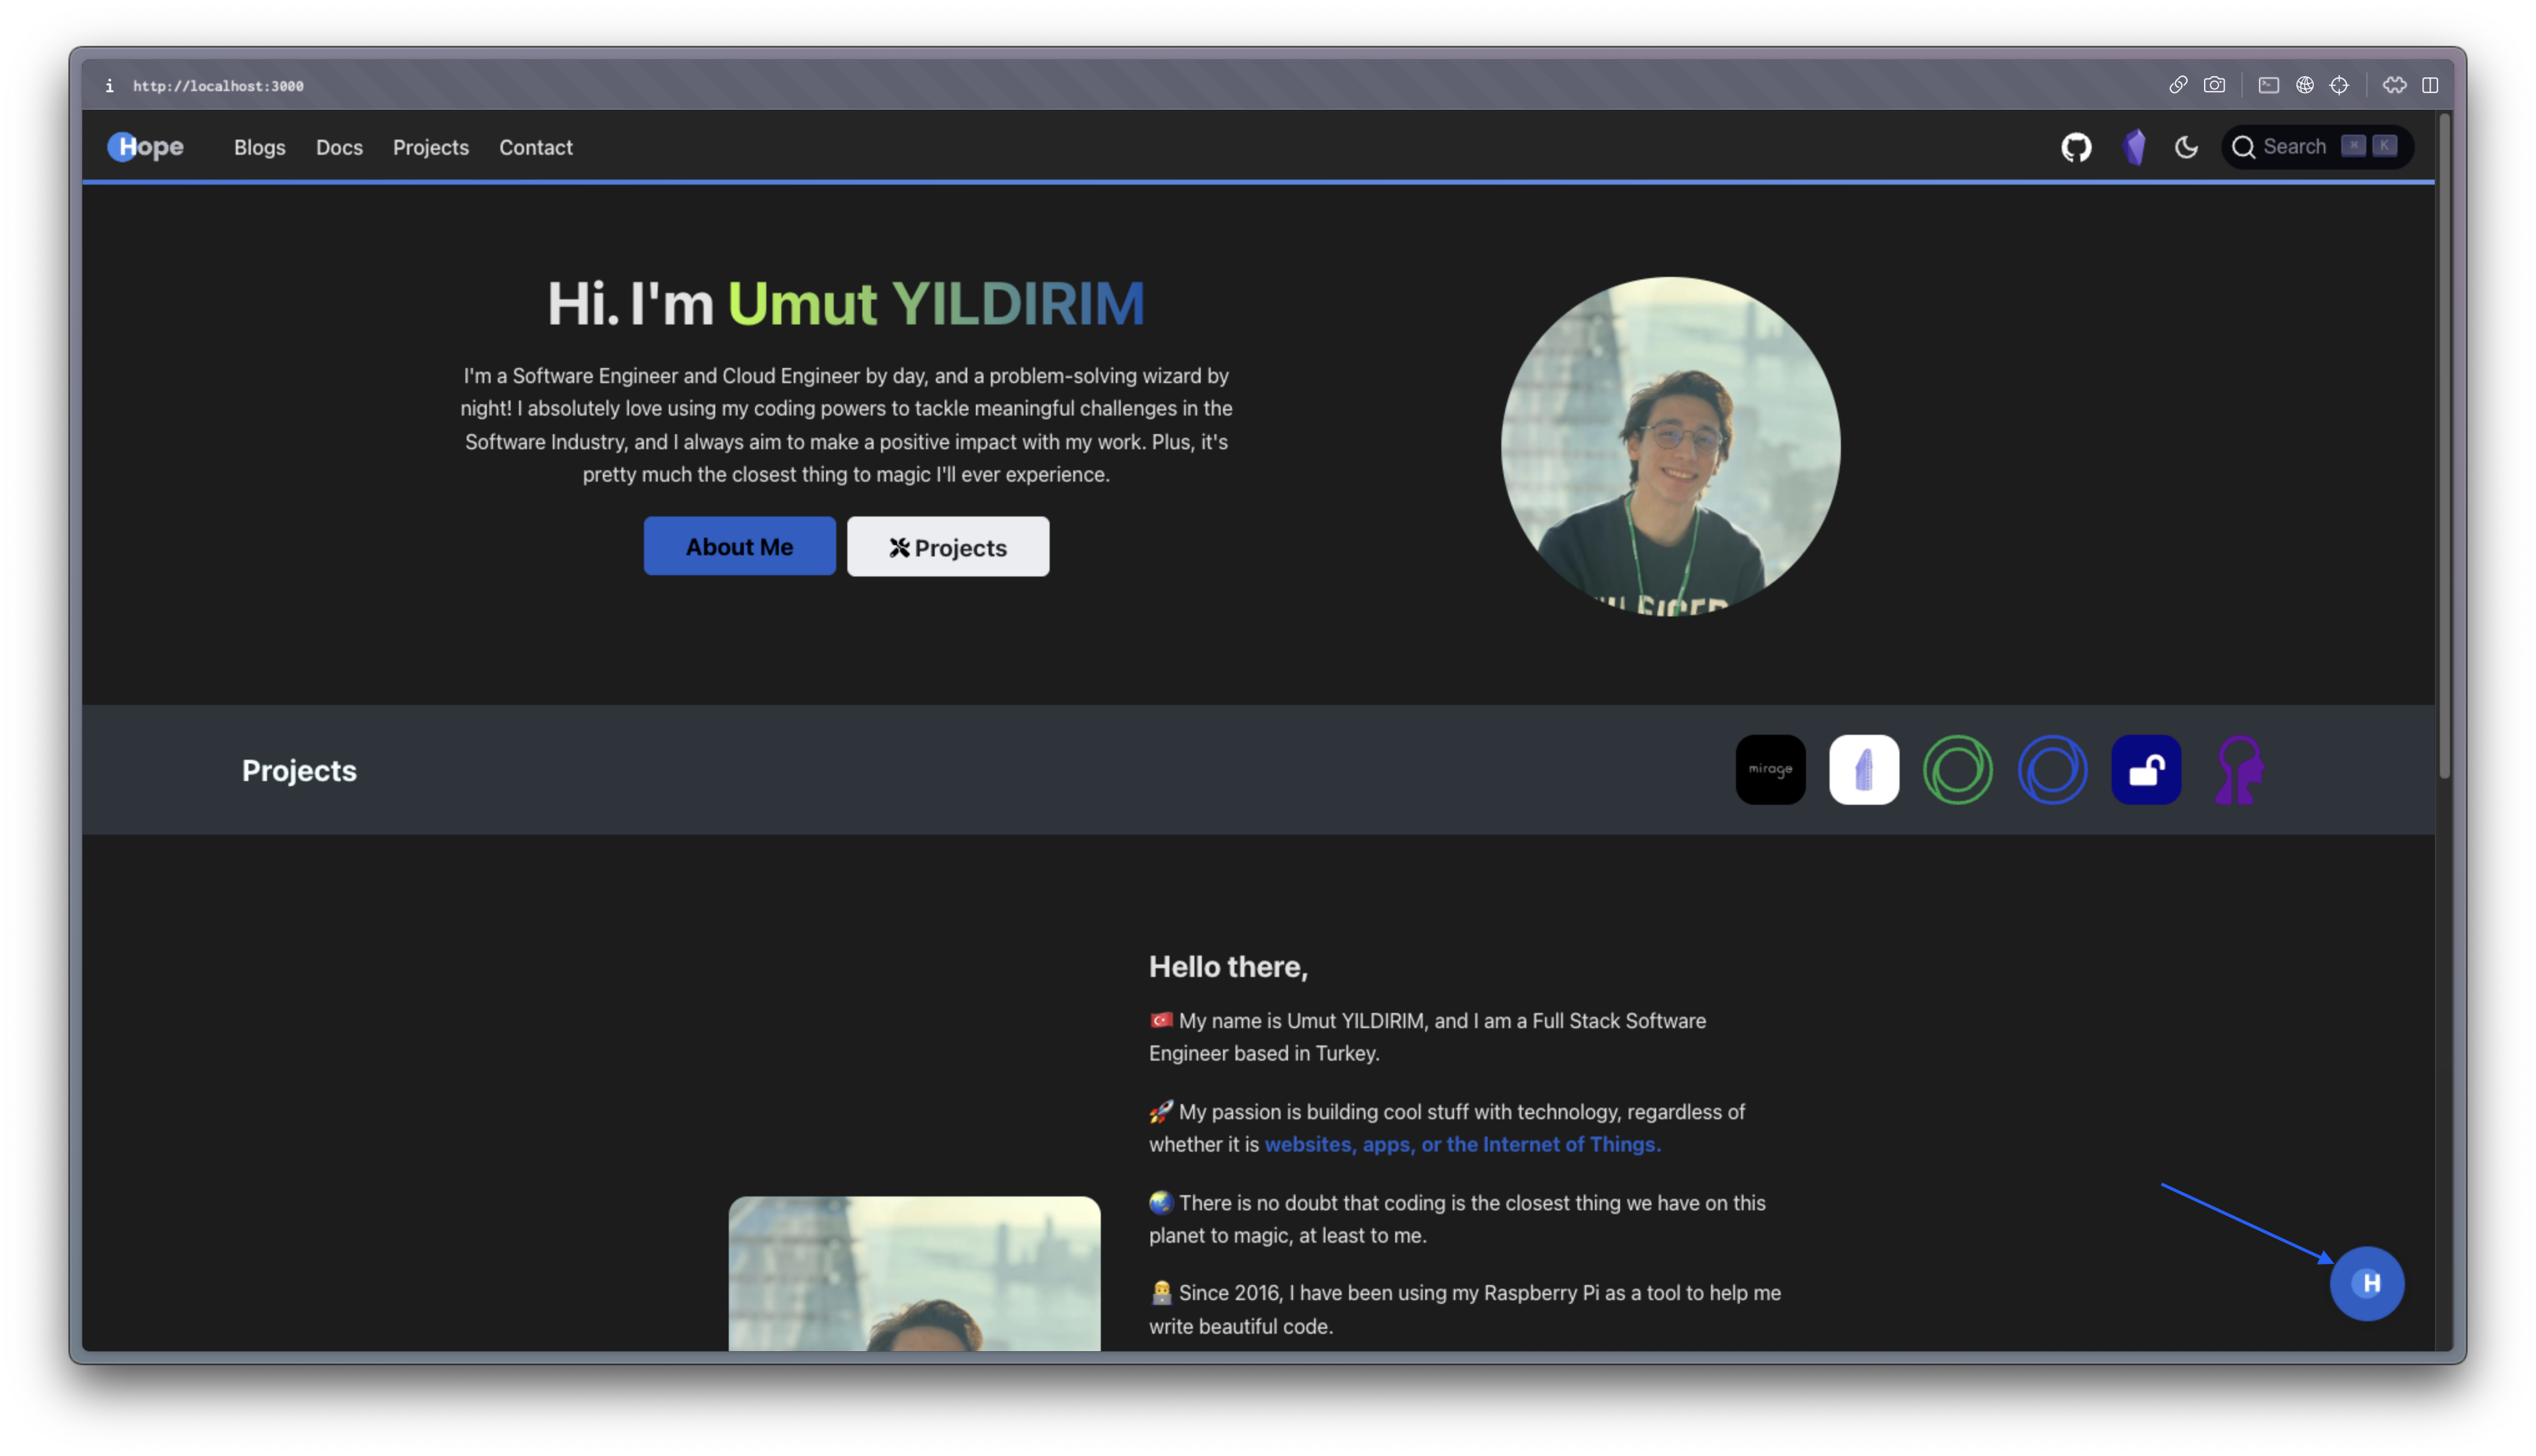 http://localhost:3000
Hope Blogs Docs Projects Contact
Search ⌘ K
Hi. I'm Umut YILDIRIM
I'm a Software Engineer and Cloud Engineer by day, and a problem-solving wizard by
night! I absolutely love using my coding powers to tackle meaningful challenges in the
Software Industry, and I always aim to make a positive impact with my work. Plus, it's
pretty much the closest thing to magic I'll ever experience.
About Me
Projects
Projects
mirage
Hello there,
🇹🇷 My name is Umut YILDIRIM, and I am a Full Stack Software
Engineer based in Turkey.
🚀 My passion is building cool stuff with technology, regardless of
whether it is websites, apps, or the Internet of Things.
🌏 There is no doubt that coding is the closest thing we have on this
planet to magic, at least to me.
👨‍💻 Since 2016, I have been using my Raspberry Pi as a tool to help me
write beautiful code.
H